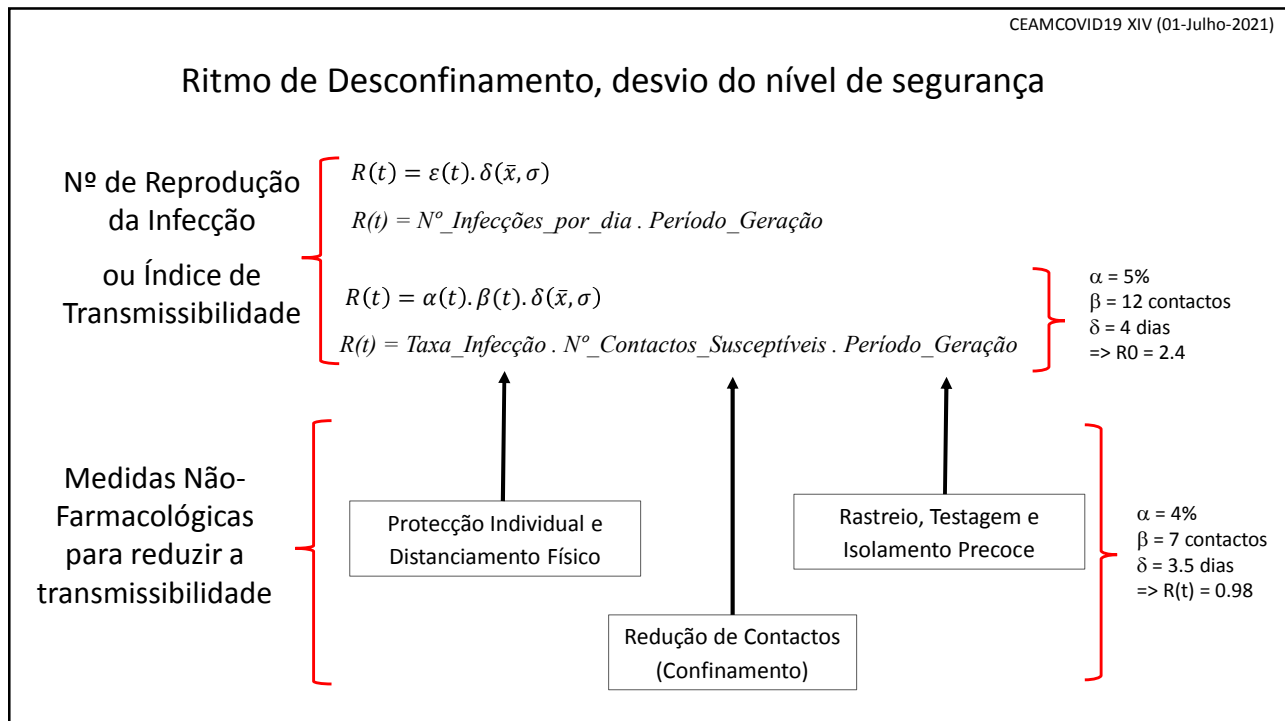 CEAMCOVID19 XIV (01-Julho-2021)
Ritmo de Desconfinamento, desvio do nível de segurança
Nº de Reprodução
da Infecção
ou Índice de
Transmissibilidade
R(t) = ε(t). δ(x̄, σ)
R(t) = Nº_Infecções_por_dia . Período_Geração
R(t) = α(t). β(t). δ(x̄, σ)
R(t) = Taxa_Infecção . Nº_Contactos_Susceptíveis . Período_Geração
α = 5%
β = 12 contactos
δ = 4 dias
=> R0 = 2.4
Medidas Não-
Farmacológicas
para reduzir a
transmissibilidade
Protecção Individual e
Distanciamento Físico
Redução de Contactos
(Confinamento)
Rastreio, Testagem e
Isolamento Precoce
α = 4%
β = 7 contactos
δ = 3.5 dias
=> R(t) = 0.98